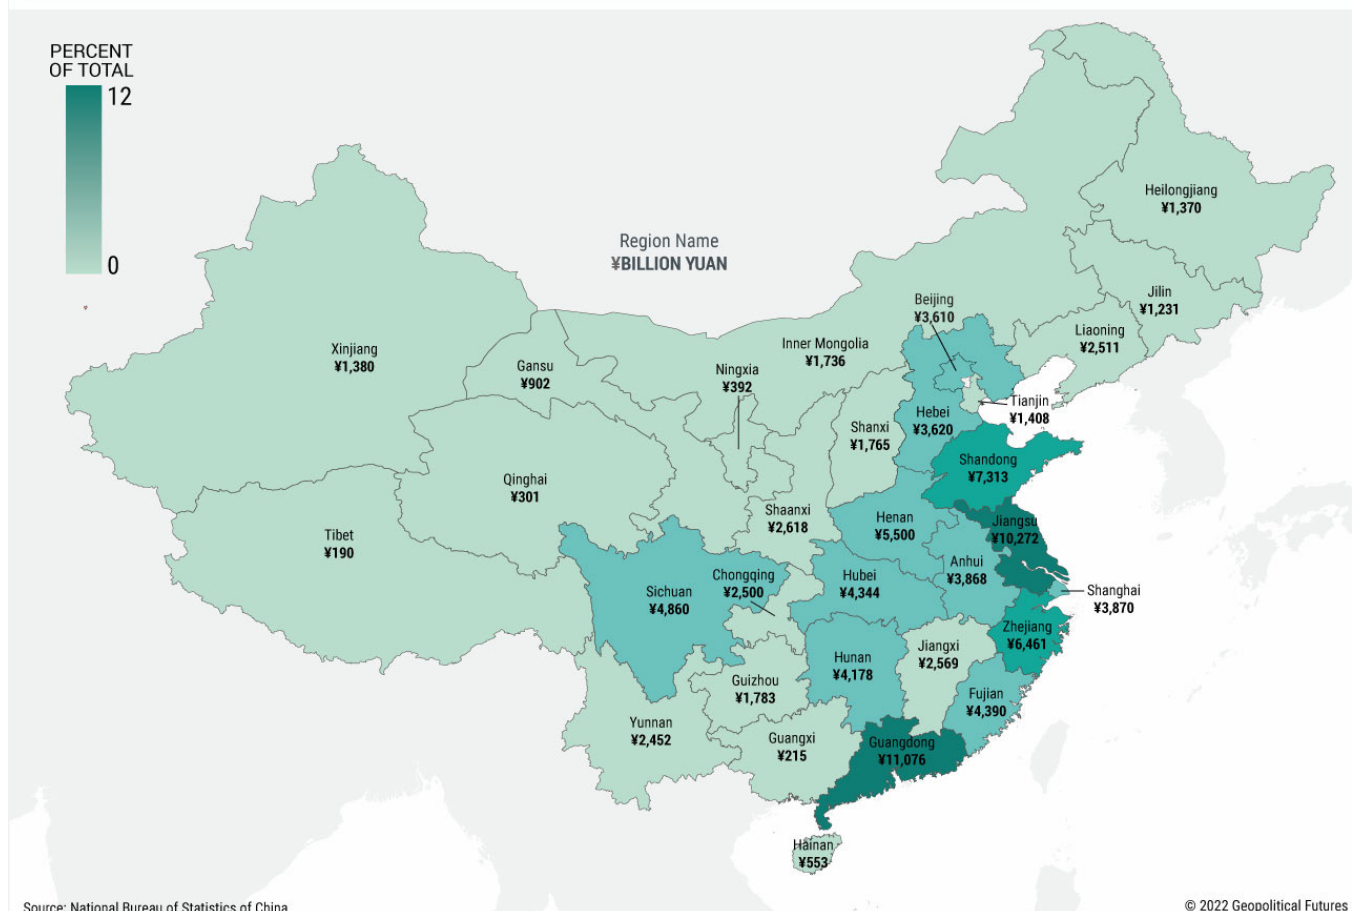 PERCENT
OF TOTAL
12
0
Region Name
¥BILLION YUAN
Heilongjiang
¥1,370
Jilin
¥1,231
Liaoning
¥2,511
Beijing
¥3,610
Inner Mongolia
¥1,736
Xinjiang
¥1,380
Gansu
¥902
Ningxia
¥392
Tianjin
¥1,408
Hebei
¥3,620
Shanxi
¥1,765
Shandong
¥7,313
Qinghai
¥301
Shaanxi
¥2,618
Henan
¥5,500
Jiangsu
¥10,272
Tibet
¥190
Anhui
¥3,868
Sichuan
¥4,860
Chongqing
¥2,500
Hubei
¥4,344
Shanghai
¥3,870
Zhejiang
¥6,461
Jiangxi
¥2,569
Hunan
¥4,178
Guizhou
¥1,783
Fujian
¥4,390
Yunnan
¥2,452
Guangxi
¥215
Guangdong
¥11,076
Hainan
¥553
Source: National Bureau of Statistics of China
© 2022 Geopolitical Futures